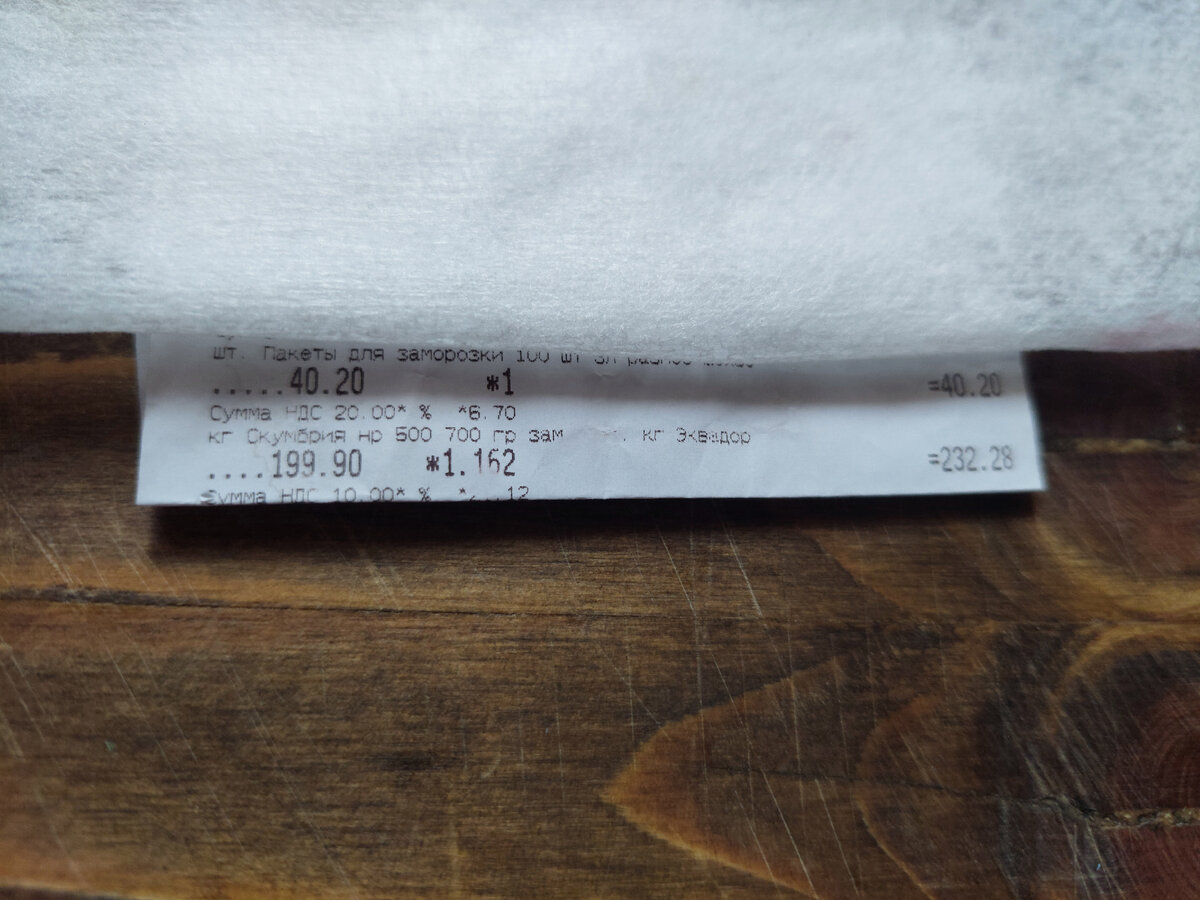 шт. Пакеты для заморозки 100 шт 3л
.....40.20 *1 =40.20
Сумма НДС 20.00* % *6.70
кг Скумбрия нр 500 700 гр зам кг Эквадор
....199.90 *1.162 =232.28
Сумма НДС 10.00* %